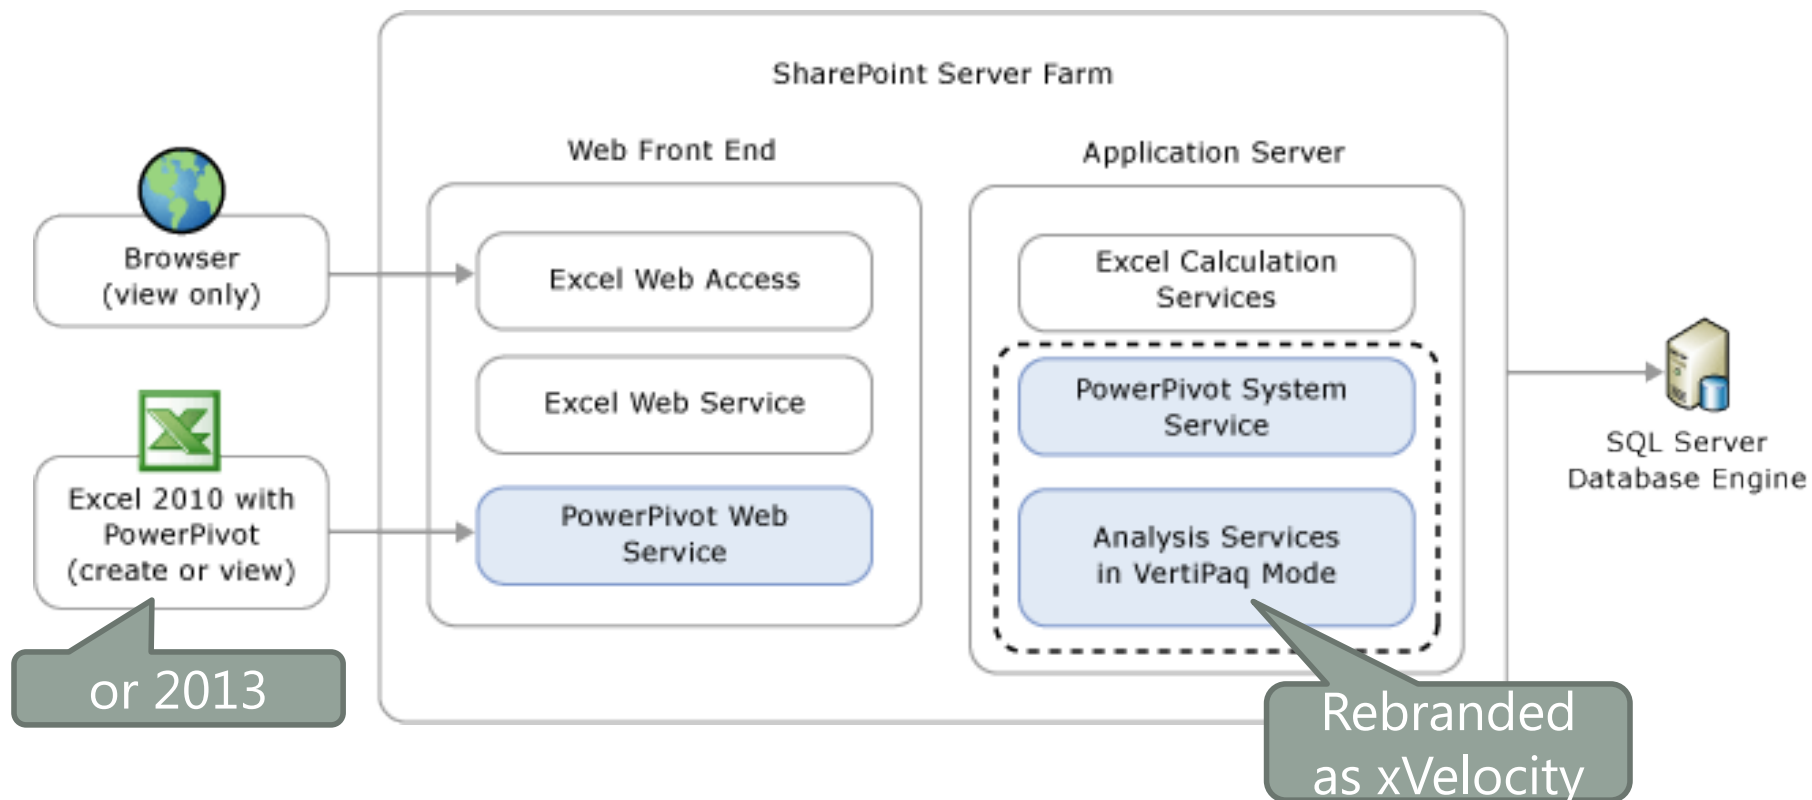 SharePoint Server Farm
Web Front End
Application Server
Browser
(view only)
Excel Web Access
Excel Calculation
Services
Excel Web Service
PowerPivot System
Service
SQL Server
Database Engine
Excel 2010 with
PowerPivot
(create or view)
PowerPivot Web
Service
Analysis Services
in VertiPaq Mode
or 2013
Rebranded
as xVelocity